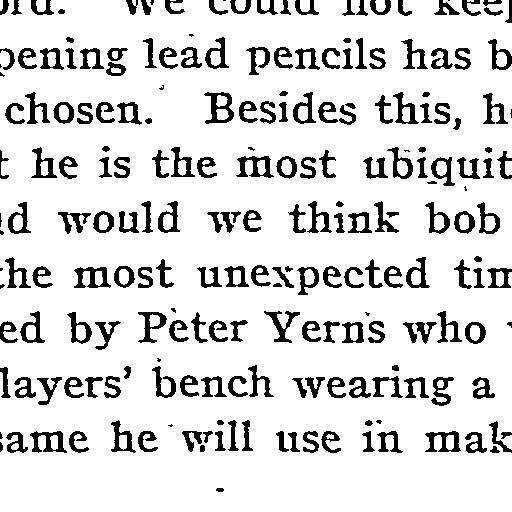 ord. We could not keep
pening lead pencils has b
chosen. Besides this, h
t he is the most ubiquit
nd would we think bob
the most unexpected tim
ed by Peter Yerns who
layers' bench wearing a
same he will use in mak